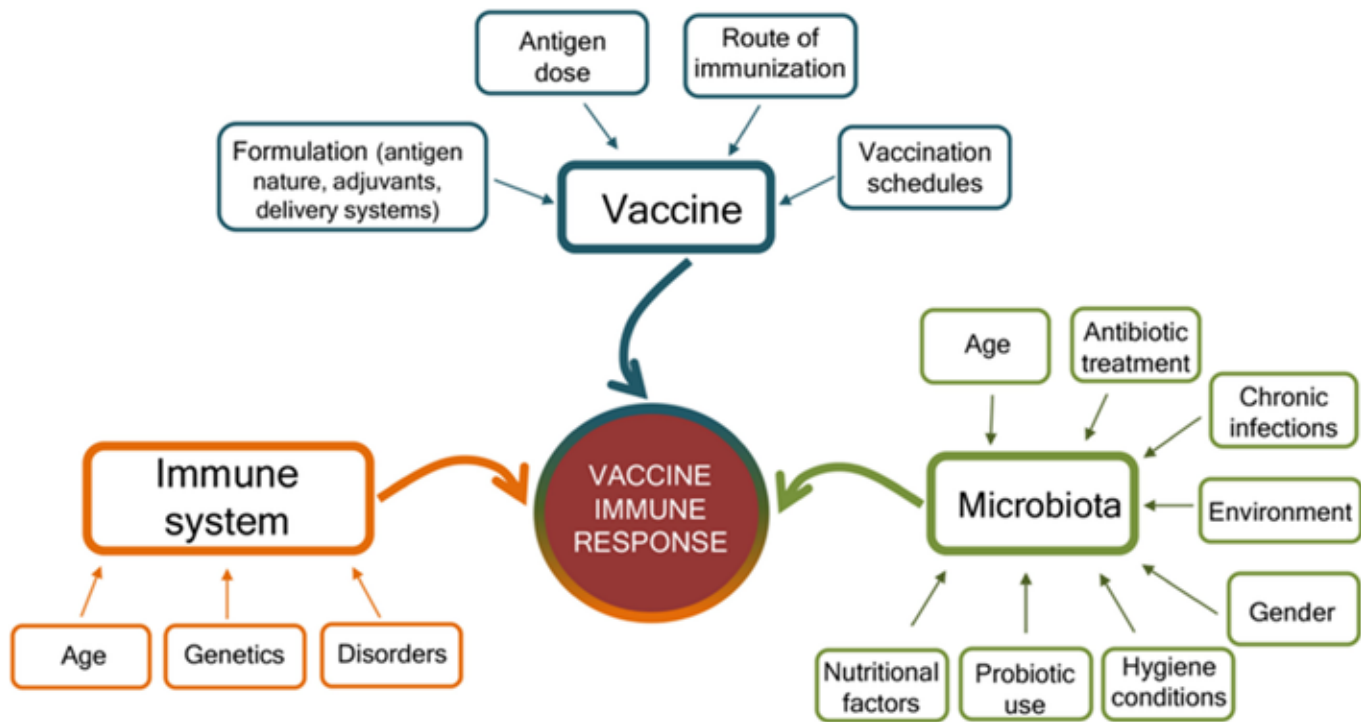 Antigen
dose
Route of
immunization
Formulation (antigen
nature, adjuvants,
delivery systems)
Vaccine
Vaccination
schedules
Age
Antibiotic
treatment
Chronic
infections
Immune
system
VACCINE
IMMUNE
RESPONSE
Microbiota
Environment
Gender
Age
Genetics
Disorders
Nutritional
factors
Probiotic
use
Hygiene
conditions